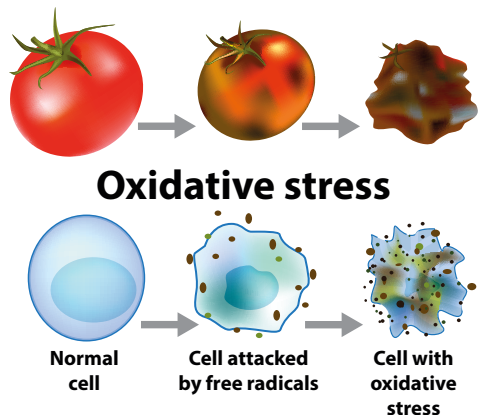 Oxidative stress
Normal
cell
Cell attacked
by free radicals
Cell with
oxidative
stress